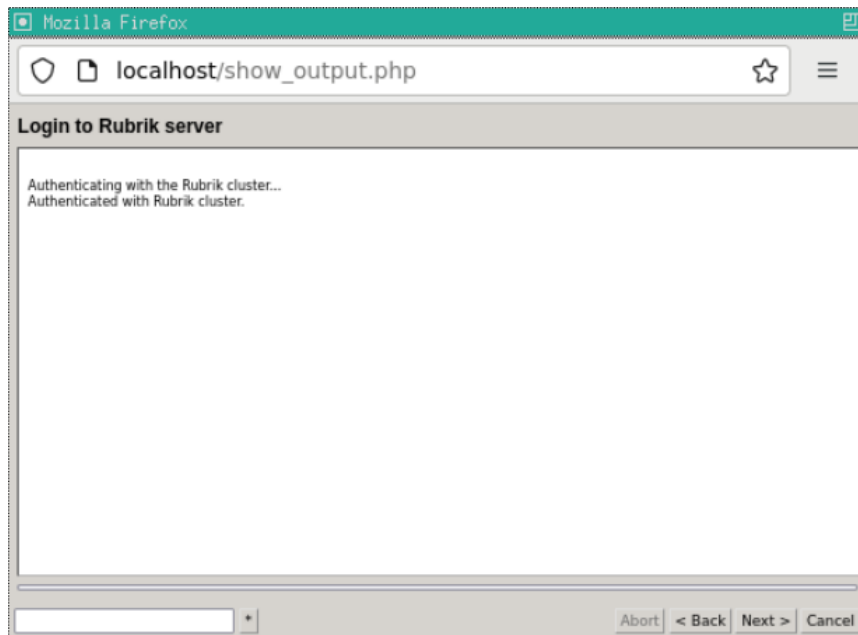 Mozilla Firefox
localhost/show_output.php
Login to Rubrik server
Authenticating with the Rubrik cluster...
Authenticated with Rubrik cluster.
* Abort < Back Next > Cancel